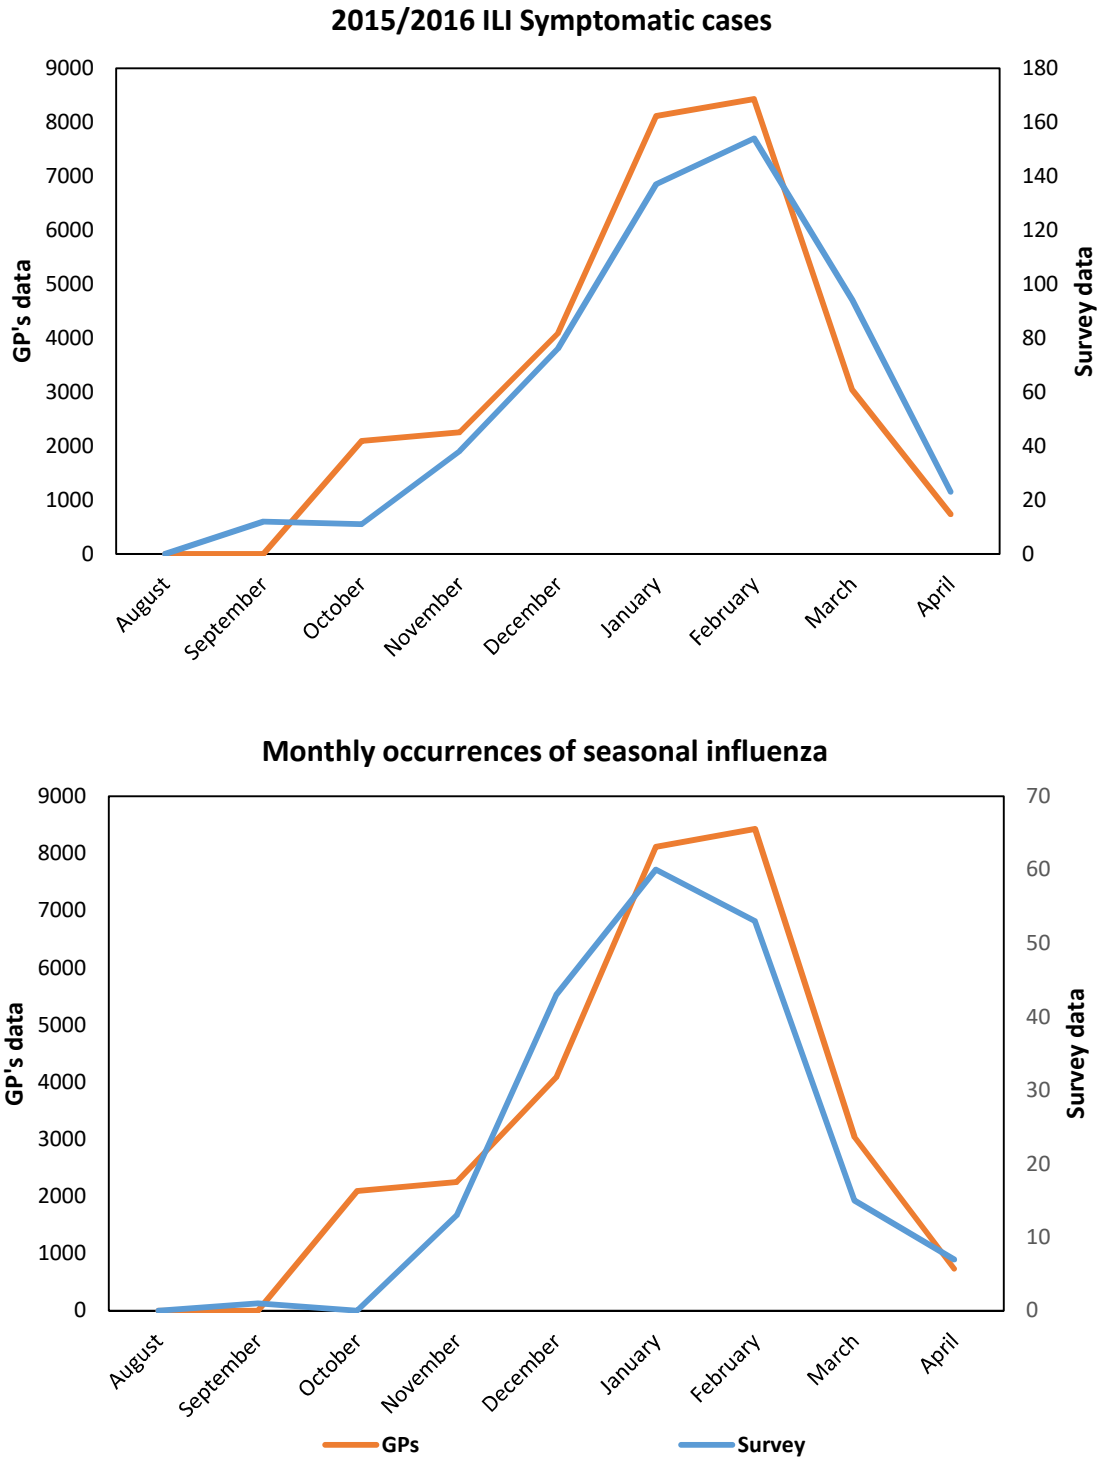 2015/2016 ILI Symptomatic cases
9000
8000
7000
6000
5000
4000
3000
2000
1000
0
GP's data
180
160
140
120
100
80
60
40
20
0
Survey data
August
September
October
November
December
January
February
March
April
Monthly occurrences of seasonal influenza
9000
8000
7000
6000
5000
4000
3000
2000
1000
0
GP's data
70
60
50
40
30
20
10
0
Survey data
August
September
October
November
December
January
February
March
April
GPs
Survey